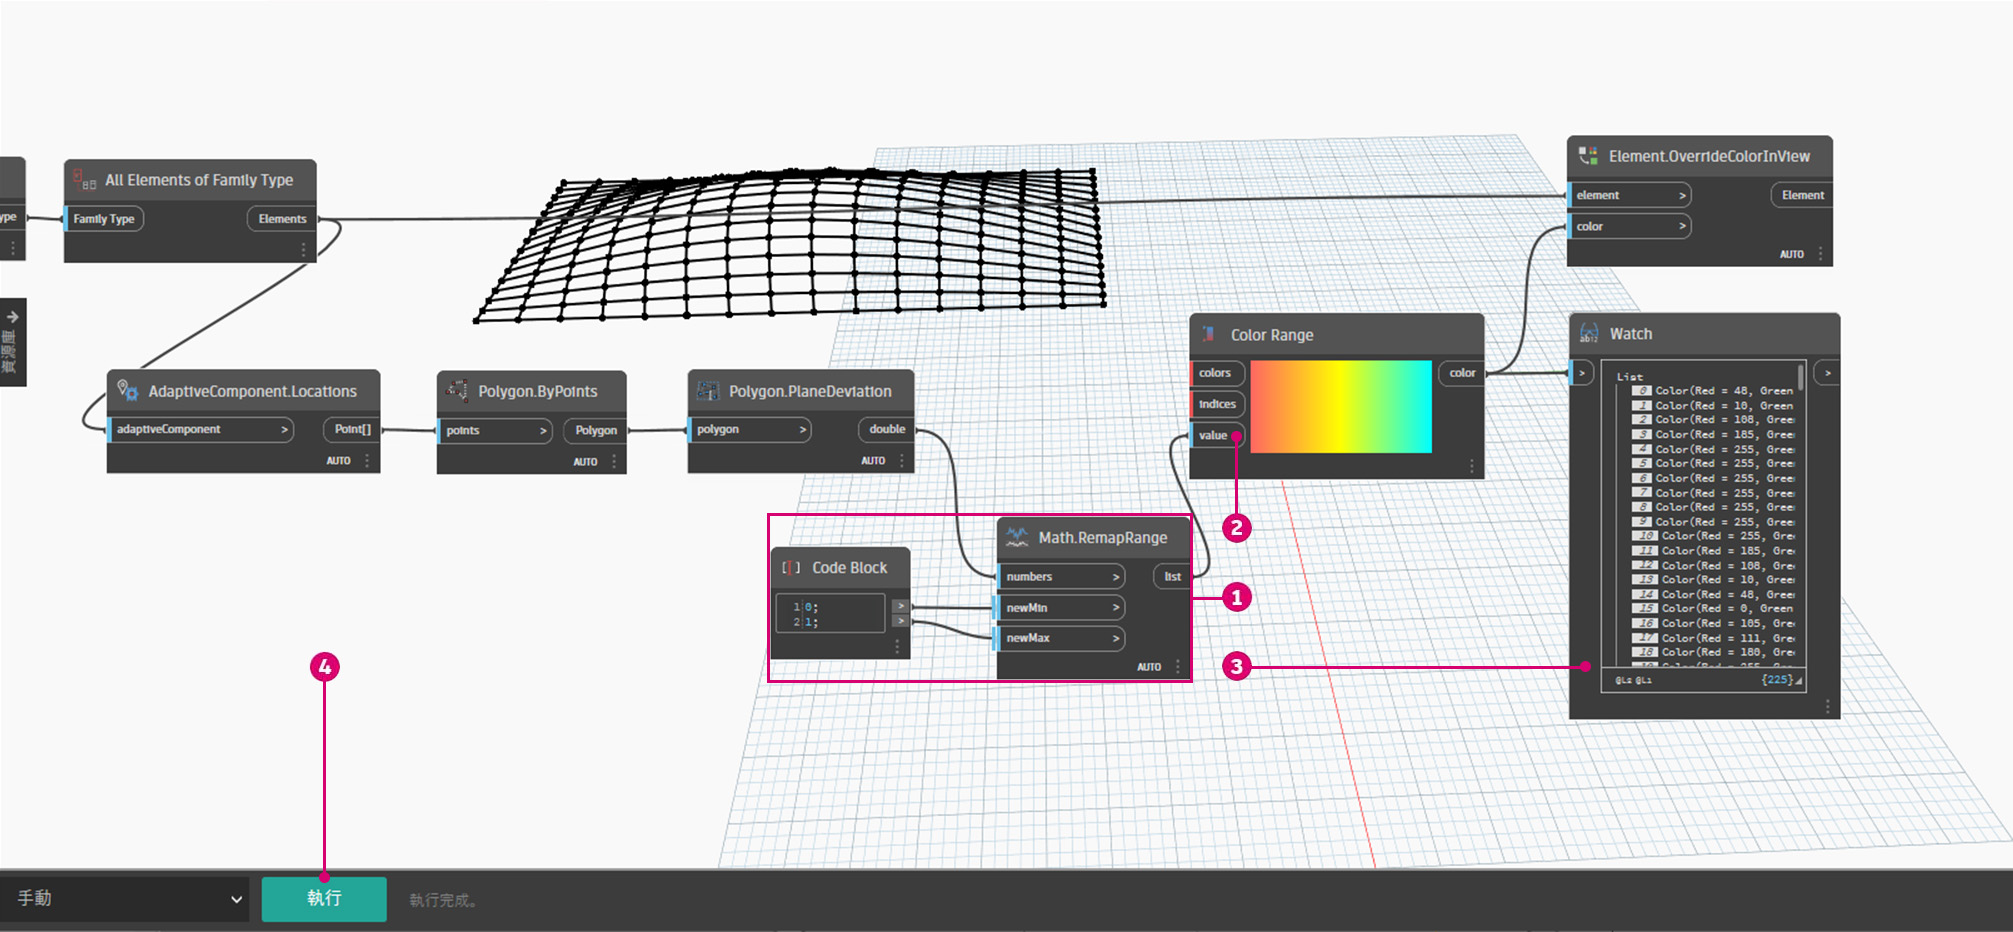 ype
All Elements of Family Type
Family Type
Elements
資源庫
AdaptiveComponent.Locations
adaptiveComponent >
Point[]
AUTO
Polygon.ByPoints
points >
Polygon
AUTO
Polygon.PlaneDeviation
polygon >
double
AUTO
Code Block
1 0; >
2 1; >
Math.RemapRange
numbers >
list
newMin >
newMax >
AUTO
1
Color Range
colors
color
indices
value
2
3
Element.OverrideColorInView
element >
Element
color >
AUTO
Watch
>
>
List
0 Color(Red = 48, Green
1 Color(Red = 10, Green
2 Color(Red = 108, Gree
3 Color(Red = 185, Gree
4 Color(Red = 255, Gree
5 Color(Red = 255, Gree
6 Color(Red = 255, Gree
7 Color(Red = 255, Gree
8 Color(Red = 255, Gree
9 Color(Red = 255, Gree
10 Color(Red = 255, Gre
11 Color(Red = 185, Gre
12 Color(Red = 108, Gre
13 Color(Red = 10, Gree
14 Color(Red = 48, Gree
15 Color(Red = 0, Green
16 Color(Red = 105, Gre
17 Color(Red = 111, Gre
18 Color(Red = 180, Gre
@L2 @L1 {225}
4
手動
執行
執行完成。